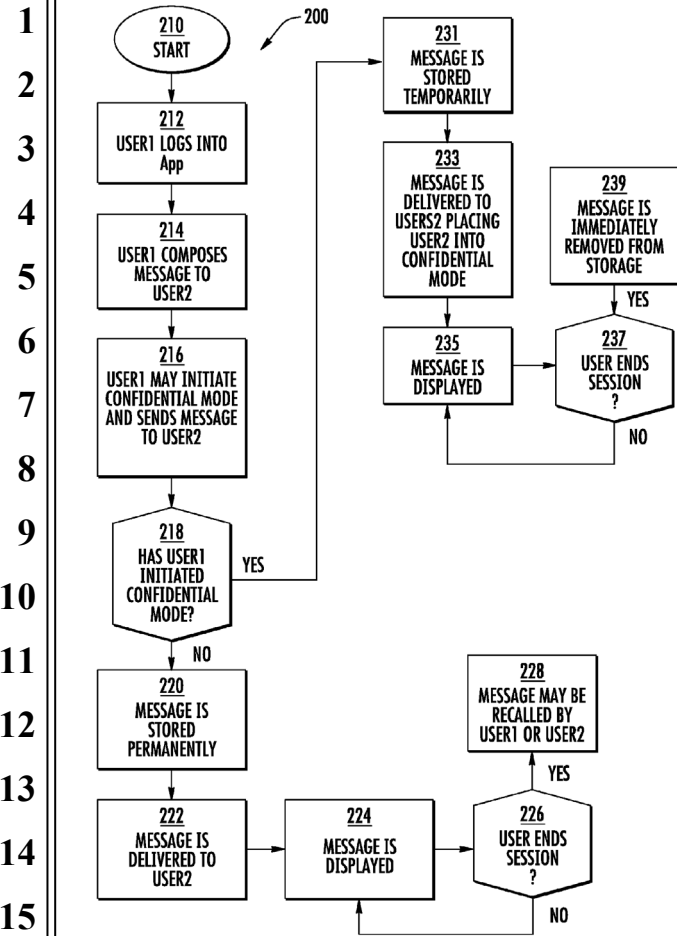 1
2
3
4
5
6
7
8
9
10
11
12
13
14
15
200
210
START
212
USER1 LOGS INTO
App
214
USER1 COMPOSES
MESSAGE TO
USER2
216
USER1 MAY INITIATE
CONFIDENTIAL MODE
AND SENDS MESSAGE
TO USER2
218
HAS USER1
INITIATED
CONFIDENTIAL
MODE?
YES
NO
231
MESSAGE IS
STORED
TEMPORARILY
233
MESSAGE IS
DELIVERED TO
USERS2 PLACING
USER2 INTO
CONFIDENTIAL
MODE
235
MESSAGE IS
DISPLAYED
239
MESSAGE IS
IMMEDIATELY
REMOVED FROM
STORAGE
YES
237
USER ENDS
SESSION
?
NO
220
MESSAGE IS
STORED
PERMANENTLY
222
MESSAGE IS
DELIVERED TO
USER2
224
MESSAGE IS
DISPLAYED
228
MESSAGE MAY BE
RECALLED BY
USER1 OR USER2
YES
226
USER ENDS
SESSION
?
NO